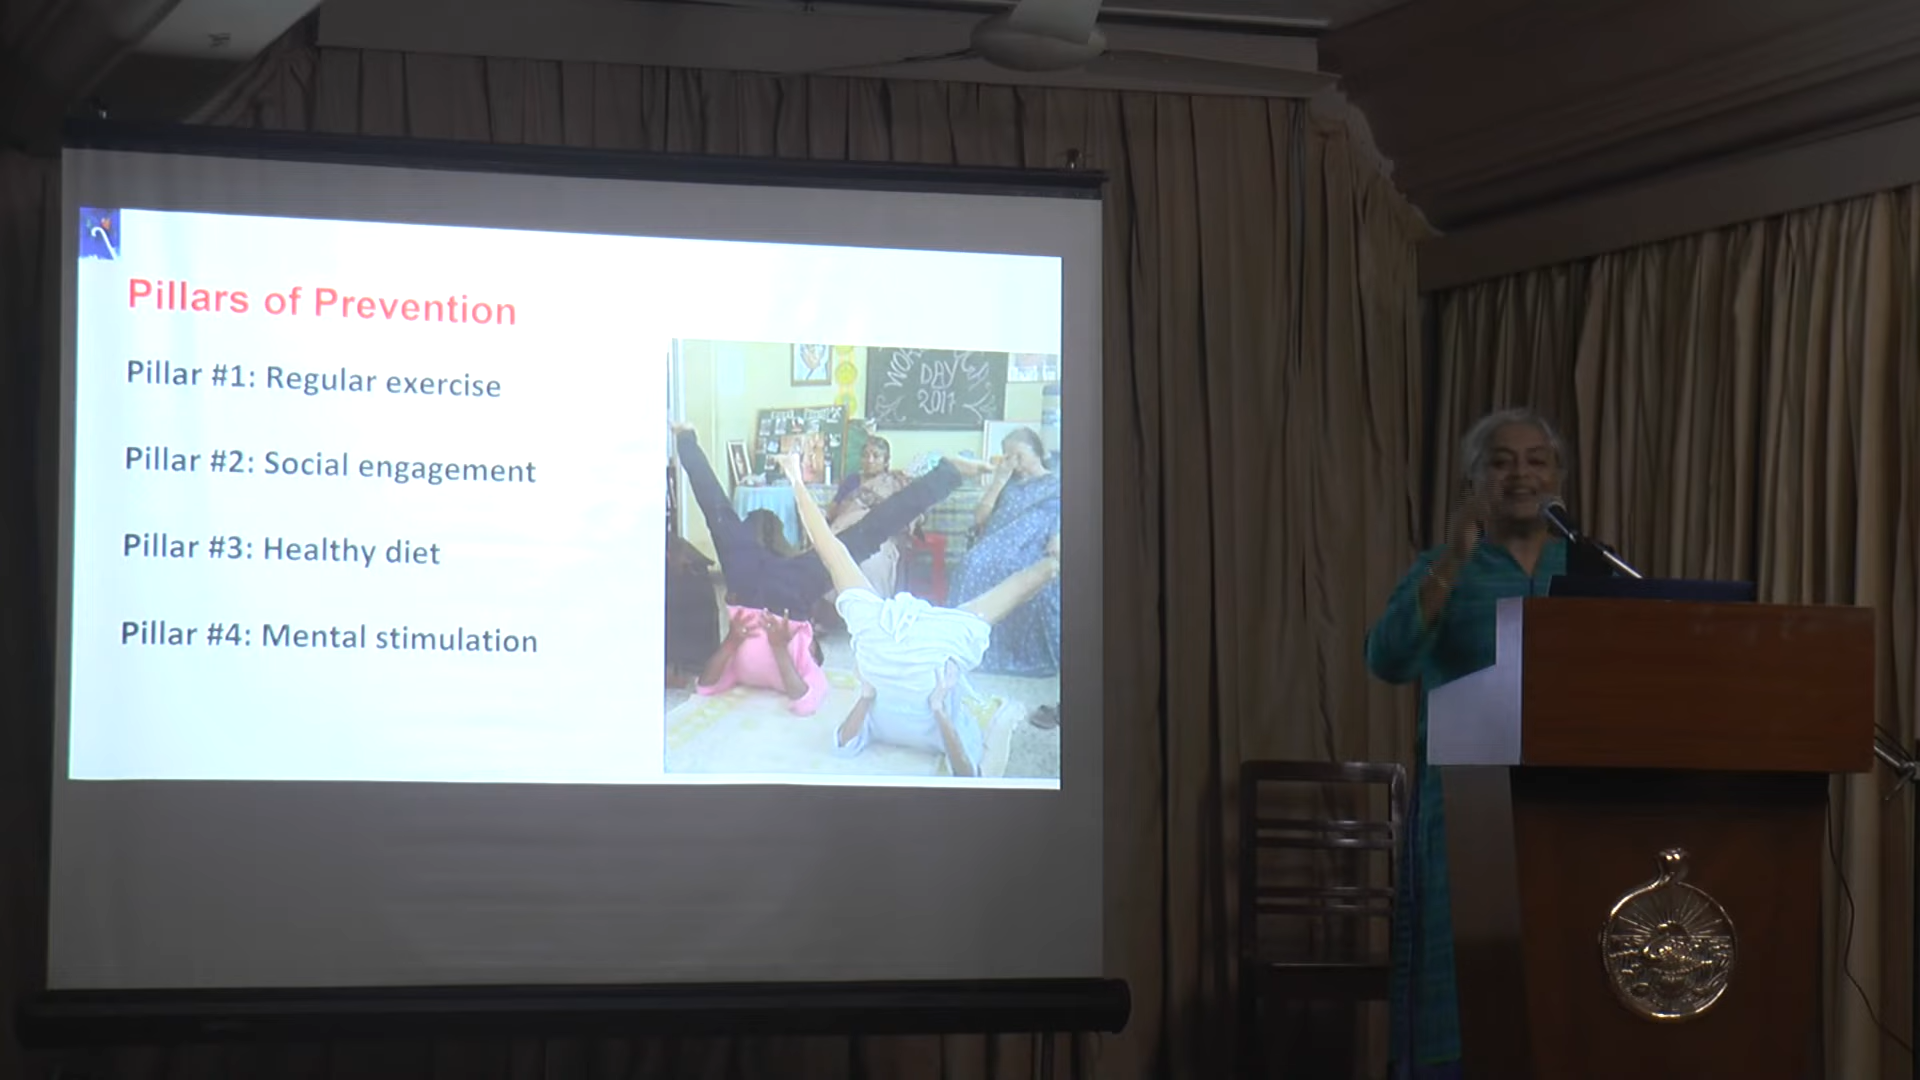 Pillars of Prevention
Pillar #1: Regular exercise
Pillar #2: Social engagement
Pillar #3: Healthy diet
Pillar #4: Mental stimulation
DAY
2017